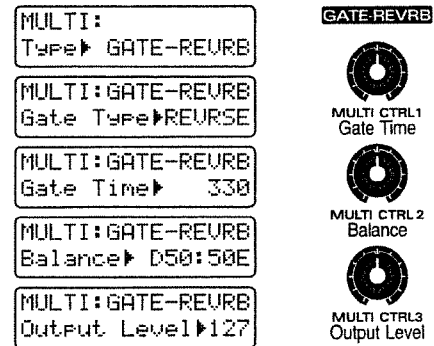 MULTI:
Type▶ GATE-REVRB
MULTI:GATE-REVRB
Gate Type▶REVRSE
MULTI:GATE-REVRB
Gate Time▶ 330
MULTI:GATE-REVRB
Balance▶ D50:50E
MULTI:GATE-REVRB
Output Level▶127
GATE-REVRB
MULTI CTRL1
Gate Time
MULTI CTRL2
Balance
MULTI CTRL3
Output Level